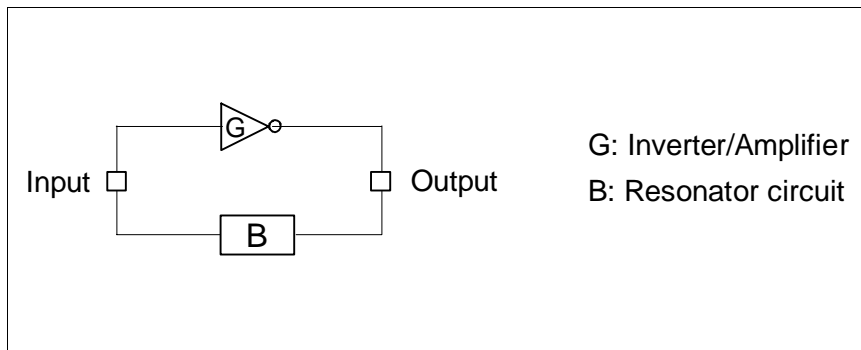 G
G: Inverter/Amplifier
Input
Output
B: Resonator circuit
B